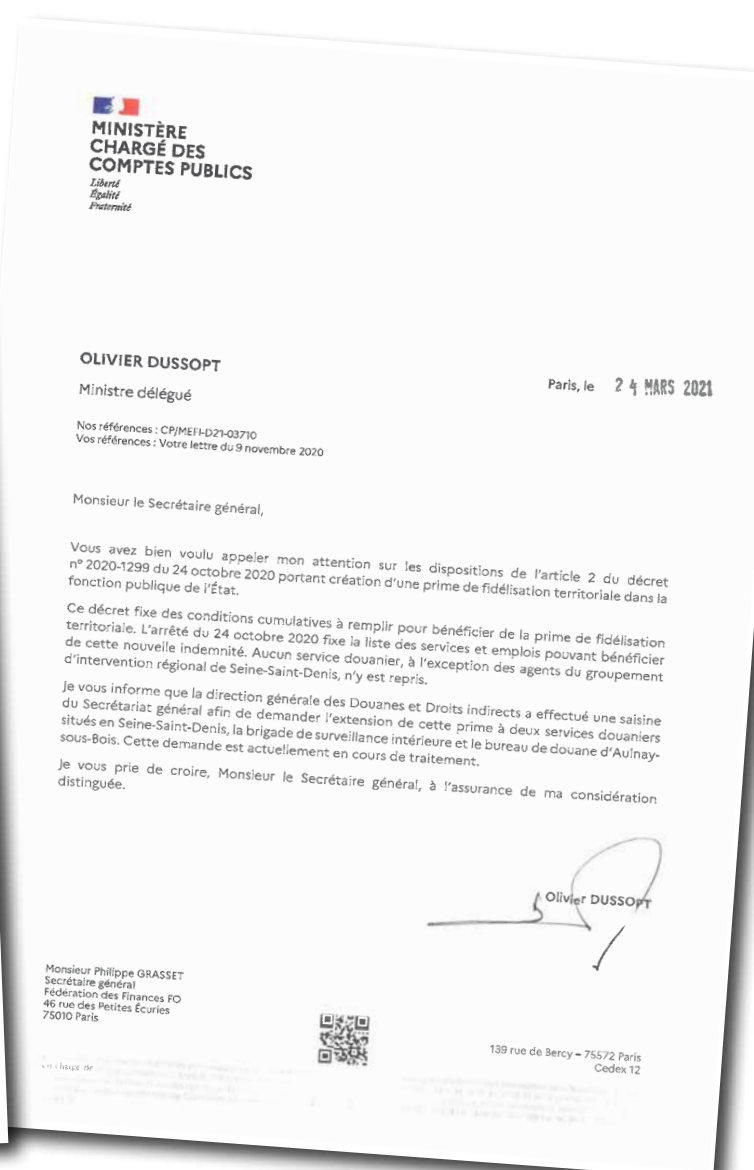 MINISTÈRE
CHARGÉ DES
COMPTES PUBLICS
Liberté
Égalité
Fraternité
OLIVIER DUSSOPT
Ministre délégué
Paris, le 24 MARS 2021
Nos références : CP/MEFI-D21-03710
Vos références : Votre lettre du 9 novembre 2020
Monsieur le Secrétaire général,
Vous avez bien voulu appeler mon attention sur les dispositions de l'article 2 du décret
n° 2020-1299 du 24 octobre 2020 portant création d'une prime de fidélisation territoriale dans la
fonction publique de l'État.
Ce décret fixe des conditions cumulatives à remplir pour bénéficier de la prime de fidélisation
territoriale. L'arrêté du 24 octobre 2020 fixe la liste des services et emplois pouvant bénéficier
de cette nouvelle indemnité. Aucun service douanier, à l'exception des agents du groupement
d'intervention régional de Seine-Saint-Denis, n'y est repris.
Je vous informe que la direction générale des Douanes et Droits indirects a effectué une saisine
du Secrétariat général afin de demander l'extension de cette prime à deux services douaniers
situés en Seine-Saint-Denis, la brigade de surveillance intérieure et le bureau de douane d'Aulnay-
sous-Bois. Cette demande est actuellement en cours de traitement.
Je vous prie de croire, Monsieur le Secrétaire général, à l'assurance de ma considération
distinguée.
Olivier DUSSOPT
Monsieur Philippe GRASSET
Secrétaire général
Fédération des Finances FO
46 rue des Petites Écuries
75010 Paris
139 rue de Bercy – 75572 Paris
Cedex 12
en charge de